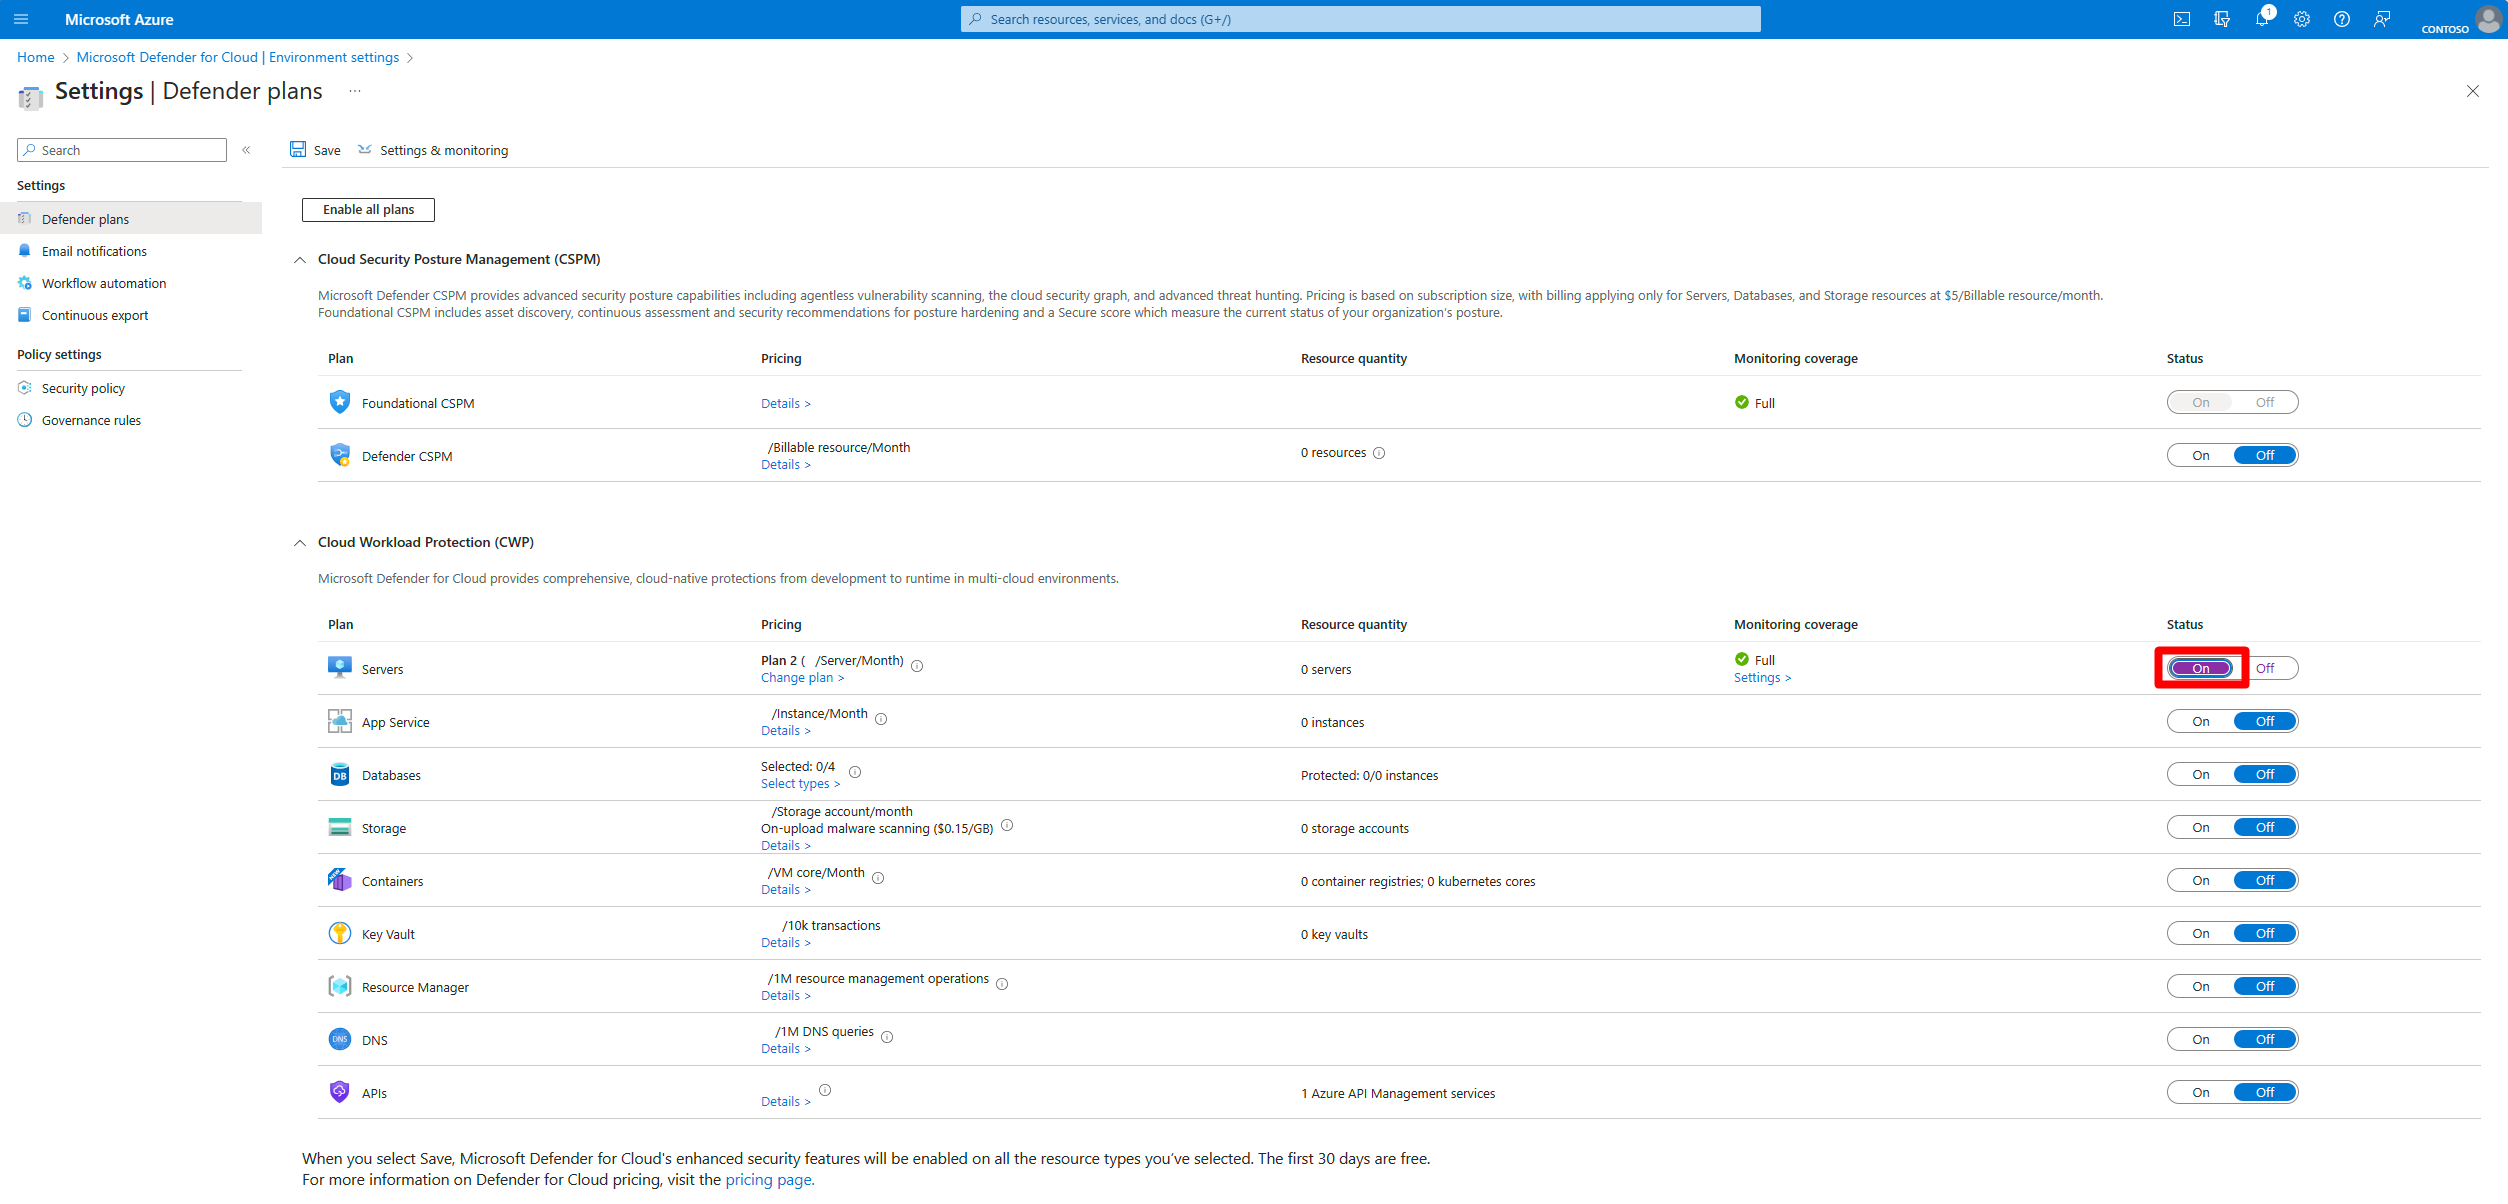 Microsoft Azure
Search resources, services, and docs (G+/)
1
CONTOSO
Home > Microsoft Defender for Cloud | Environment settings >
Settings | Defender plans ...
Search «
Save Settings & monitoring
Settings
Defender plans
Email notifications
Workflow automation
Continuous export
Policy settings
Security policy
Governance rules
Enable all plans
Cloud Security Posture Management (CSPM)
Microsoft Defender CSPM provides advanced security posture capabilities including agentless vulnerability scanning, the cloud security graph, and advanced threat hunting. Pricing is based on subscription size, with billing applying only for Servers, Databases, and Storage resources at $5/Billable resource/month.
Foundational CSPM includes asset discovery, continuous assessment and security recommendations for posture hardening and a Secure score which measure the current status of your organization's posture.
Plan Pricing Resource quantity Monitoring coverage Status
Foundational CSPM Details > Full On Off
Defender CSPM /Billable resource/Month 0 resources On Off
Details >
Cloud Workload Protection (CWP)
Microsoft Defender for Cloud provides comprehensive, cloud-native protections from development to runtime in multi-cloud environments.
Plan Pricing Resource quantity Monitoring coverage Status
Servers Plan 2 ( /Server/Month) 0 servers Full On Off
Change plan > Settings >
App Service /Instance/Month 0 instances On Off
Details >
DB Databases Selected: 0/4 Protected: 0/0 instances On Off
Select types >
/Storage account/month
Storage On-upload malware scanning ($0.15/GB) 0 storage accounts On Off
Details >
NEW Containers /VM core/Month 0 container registries; 0 kubernetes cores On Off
Details >
Key Vault /10k transactions 0 key vaults On Off
Details >
Resource Manager /1M resource management operations On Off
Details >
DNS DNS /1M DNS queries On Off
Details >
APIs Details > 1 Azure API Management services On Off
When you select Save, Microsoft Defender for Cloud's enhanced security features will be enabled on all the resource types you've selected. The first 30 days are free.
For more information on Defender for Cloud pricing, visit the pricing page.